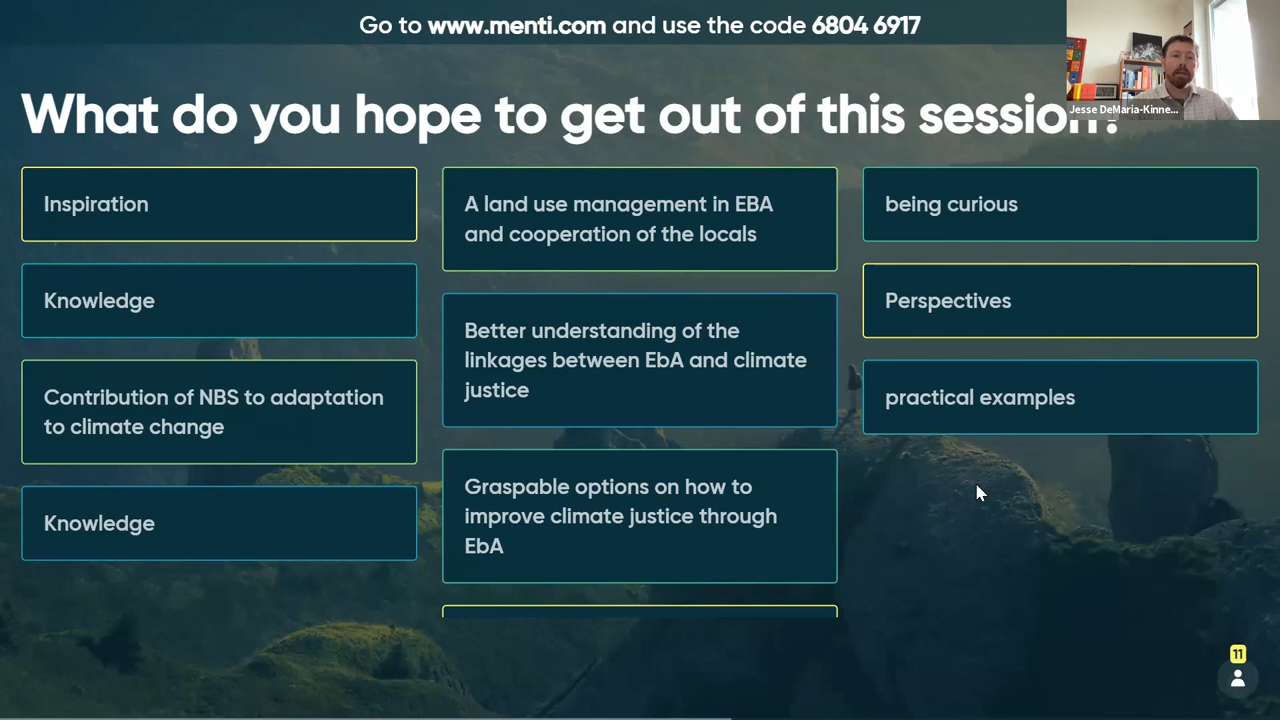 Go to www.menti.com and use the code 6804 6917
Jesse DeMaria-Kinne...
What do you hope to get out of this session?
Inspiration
Knowledge
Contribution of NBS to adaptation
to climate change
Knowledge
A land use management in EBA
and cooperation of the locals
Better understanding of the
linkages between EbA and climate
justice
Graspable options on how to
improve climate justice through
EbA
being curious
Perspectives
practical examples
11